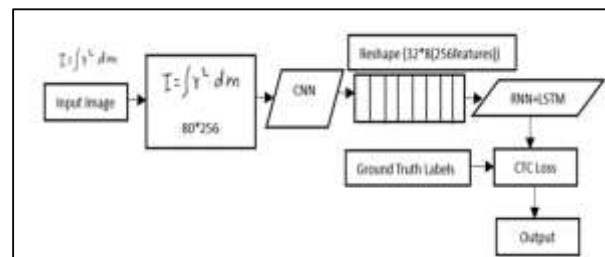 I=∫r² dm
Input Image
I=∫r² dm
80*256
CNN
Reshape (32*8(256features))
RNN+LSTM
Ground Truth Labels
CTC Loss
Output